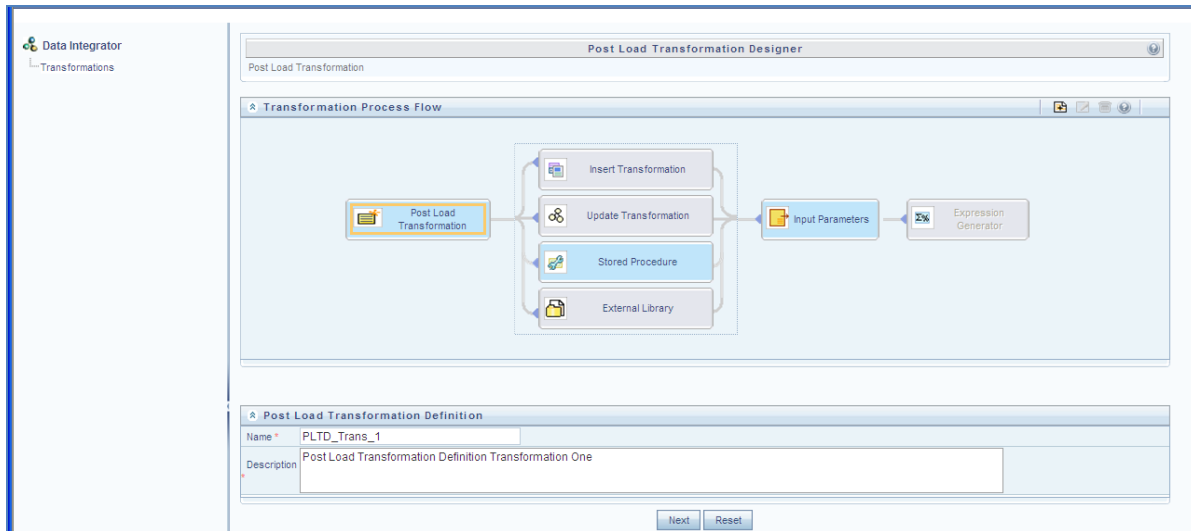 Data Integrator
Transformations
Post Load Transformation Designer
Post Load Transformation
Transformation Process Flow
Insert Transformation
Post Load
Transformation
Update Transformation
Input Parameters
Expression
Generator
Stored Procedure
External Library
Post Load Transformation Definition
Name * PLTD_Trans_1
Description * Post Load Transformation Definition Transformation One
Next Reset